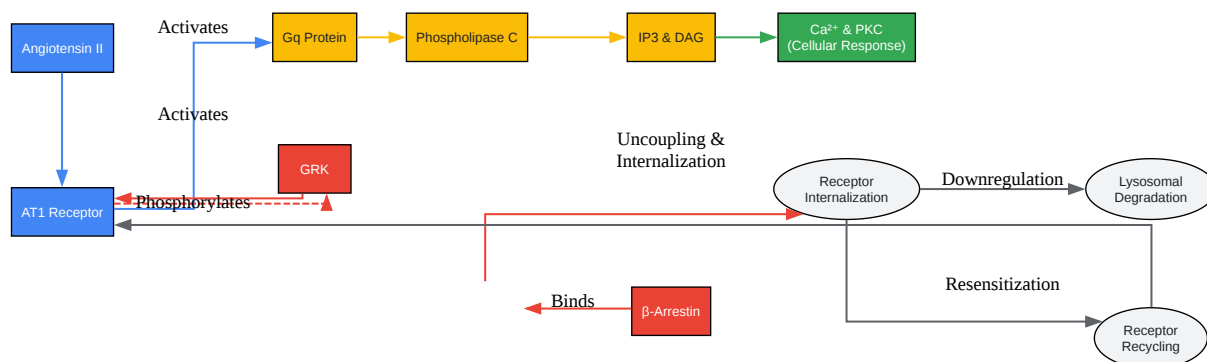 Activates
Angiotensin II
Gq Protein
Phospholipase C
IP3 & DAG
Ca²⁺ & PKC
(Cellular Response)
Activates
Uncoupling &
Internalization
GRK
AT1 Receptor
Phosphorylates
Receptor
Internalization
Downregulation
Lysosomal
Degradation
Resensitization
Binds
β-Arrestin
Receptor
Recycling